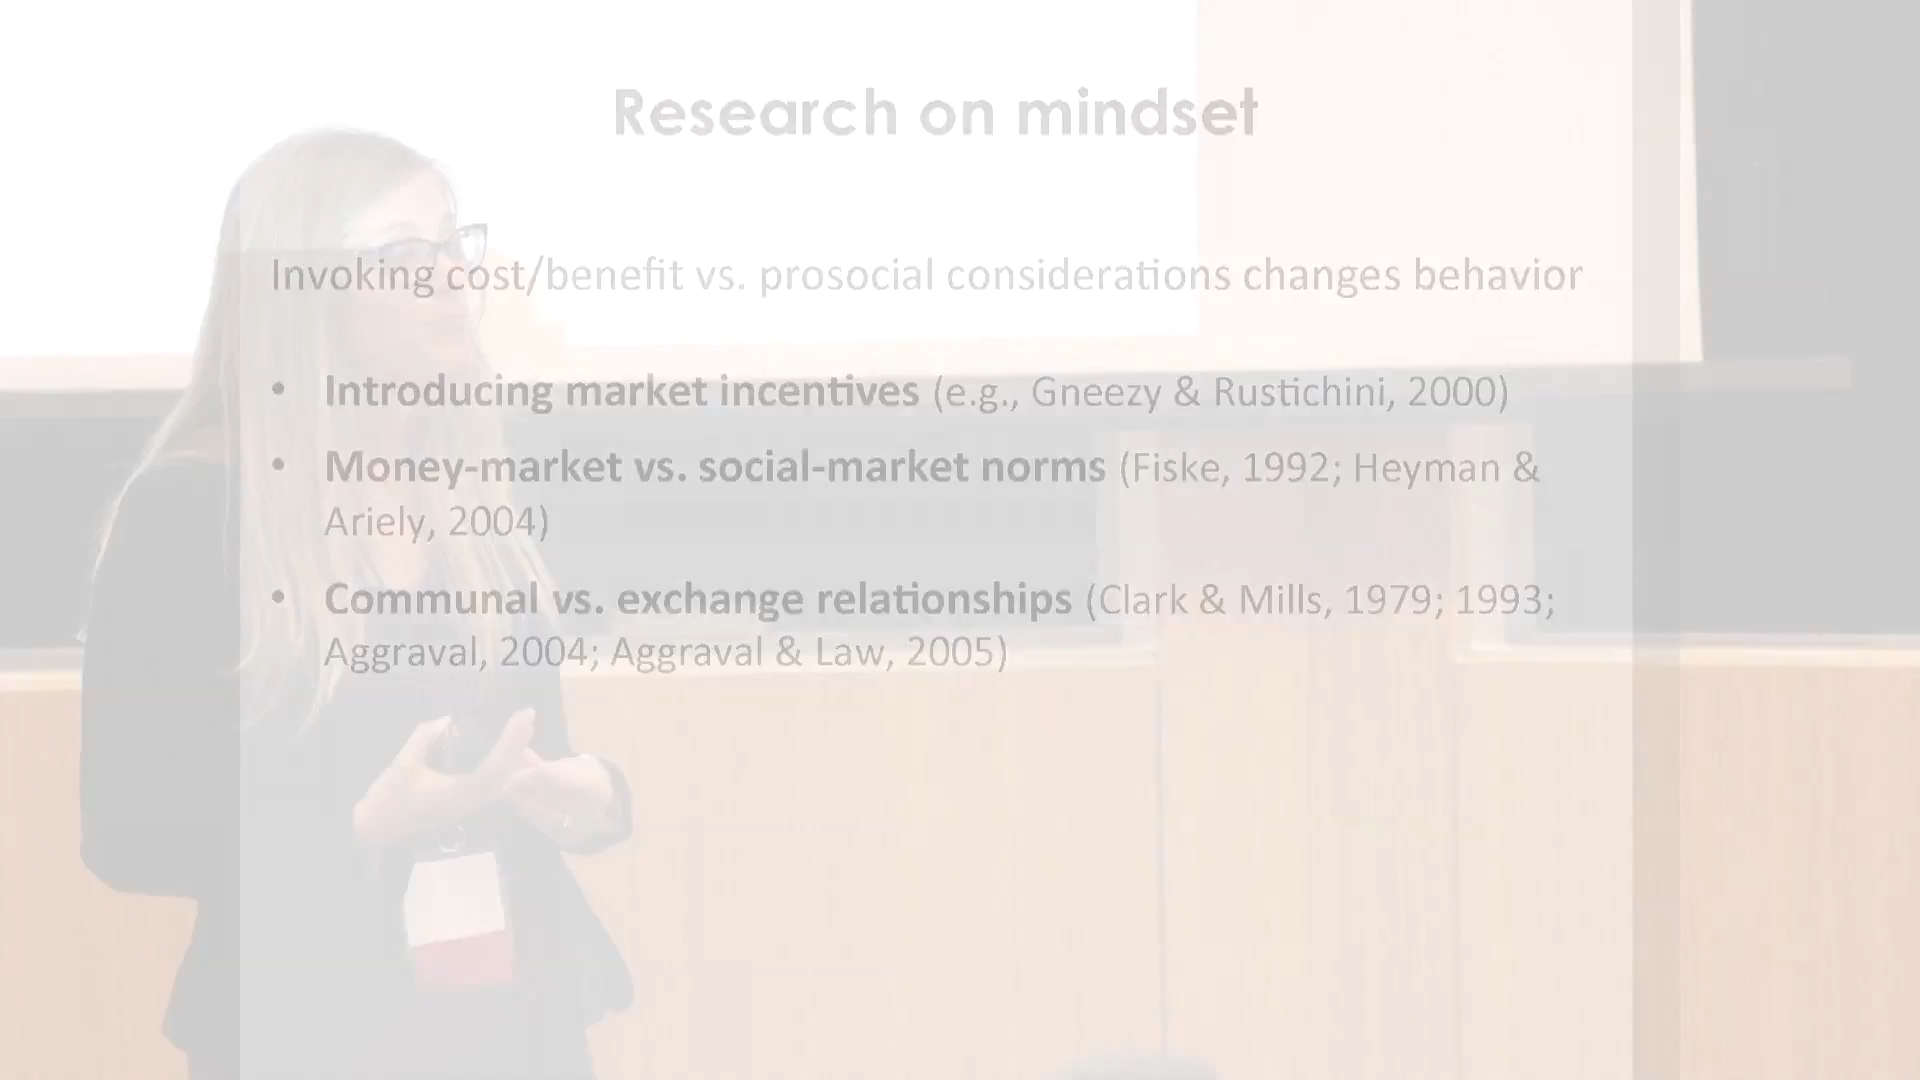 Research on mindset
Invoking cost/benefit vs. prosocial considerations changes behavior
• Introducing market incentives (e.g., Gneezy & Rustichini, 2000)
• Money-market vs. social-market norms (Fiske, 1992; Heyman &
Ariely, 2004)
• Communal vs. exchange relationships (Clark & Mills, 1979; 1993;
Aggraval, 2004; Aggraval & Law, 2005)